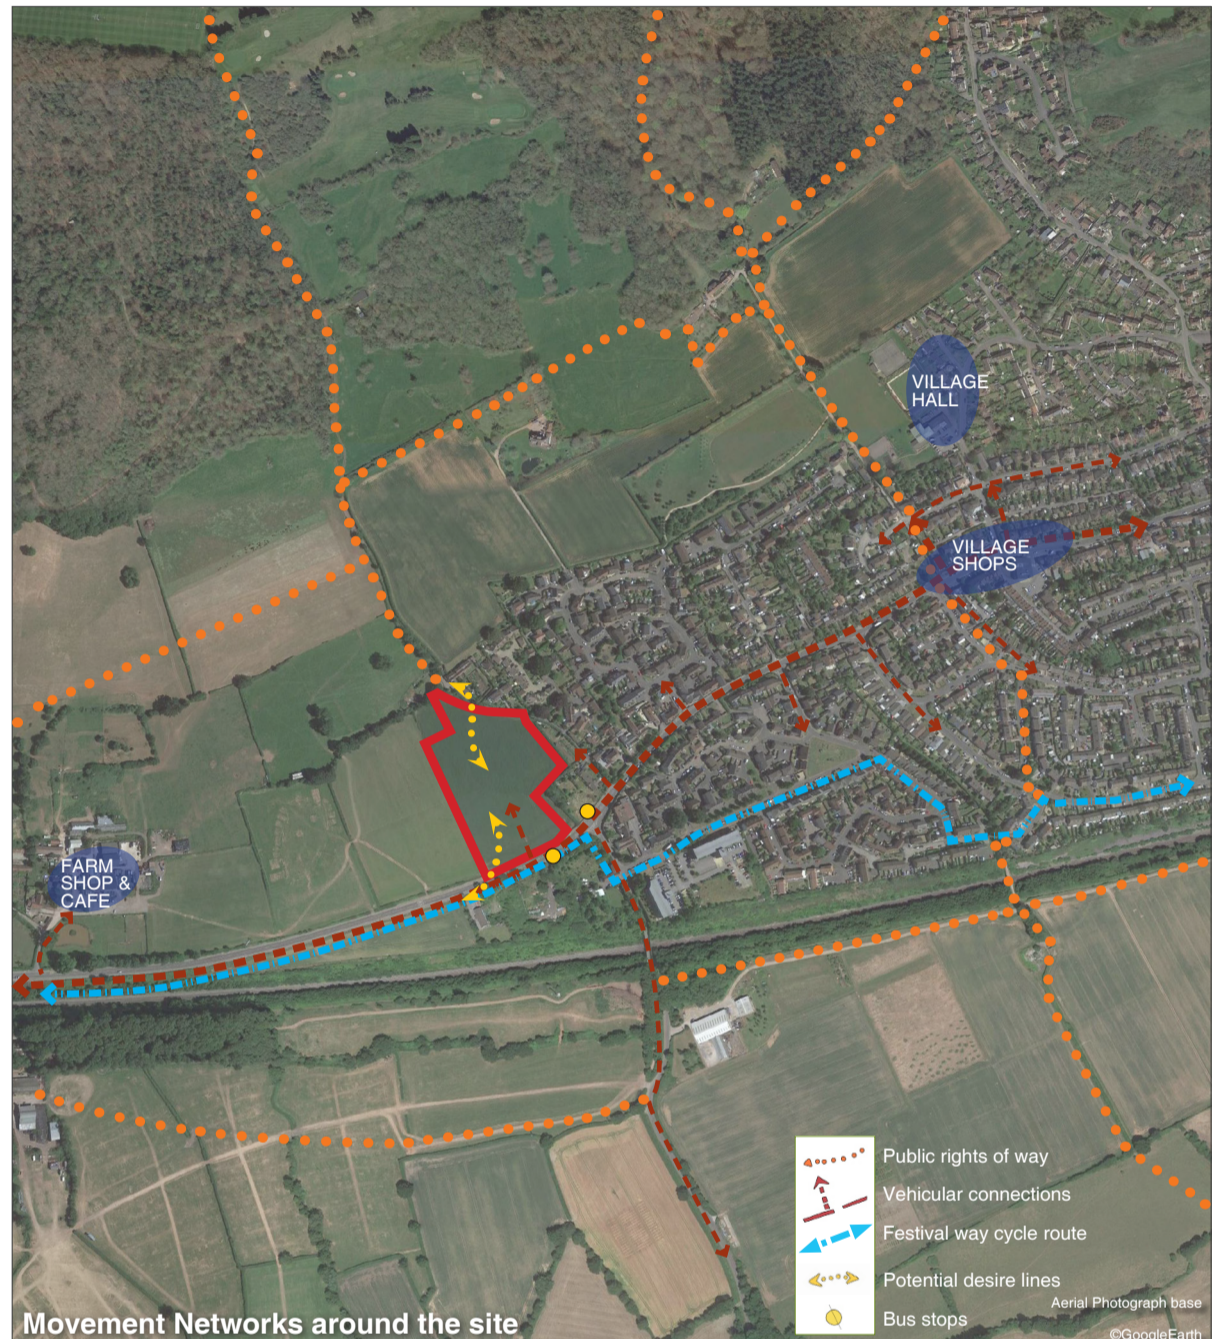 VILLAGE
HALL
VILLAGE
SHOPS
FARM
SHOP &
CAFE
Public rights of way
Vehicular connections
Festival way cycle route
Potential desire lines
Bus stops
Aerial Photograph base
©GoogleEarth
Movement Networks around the site